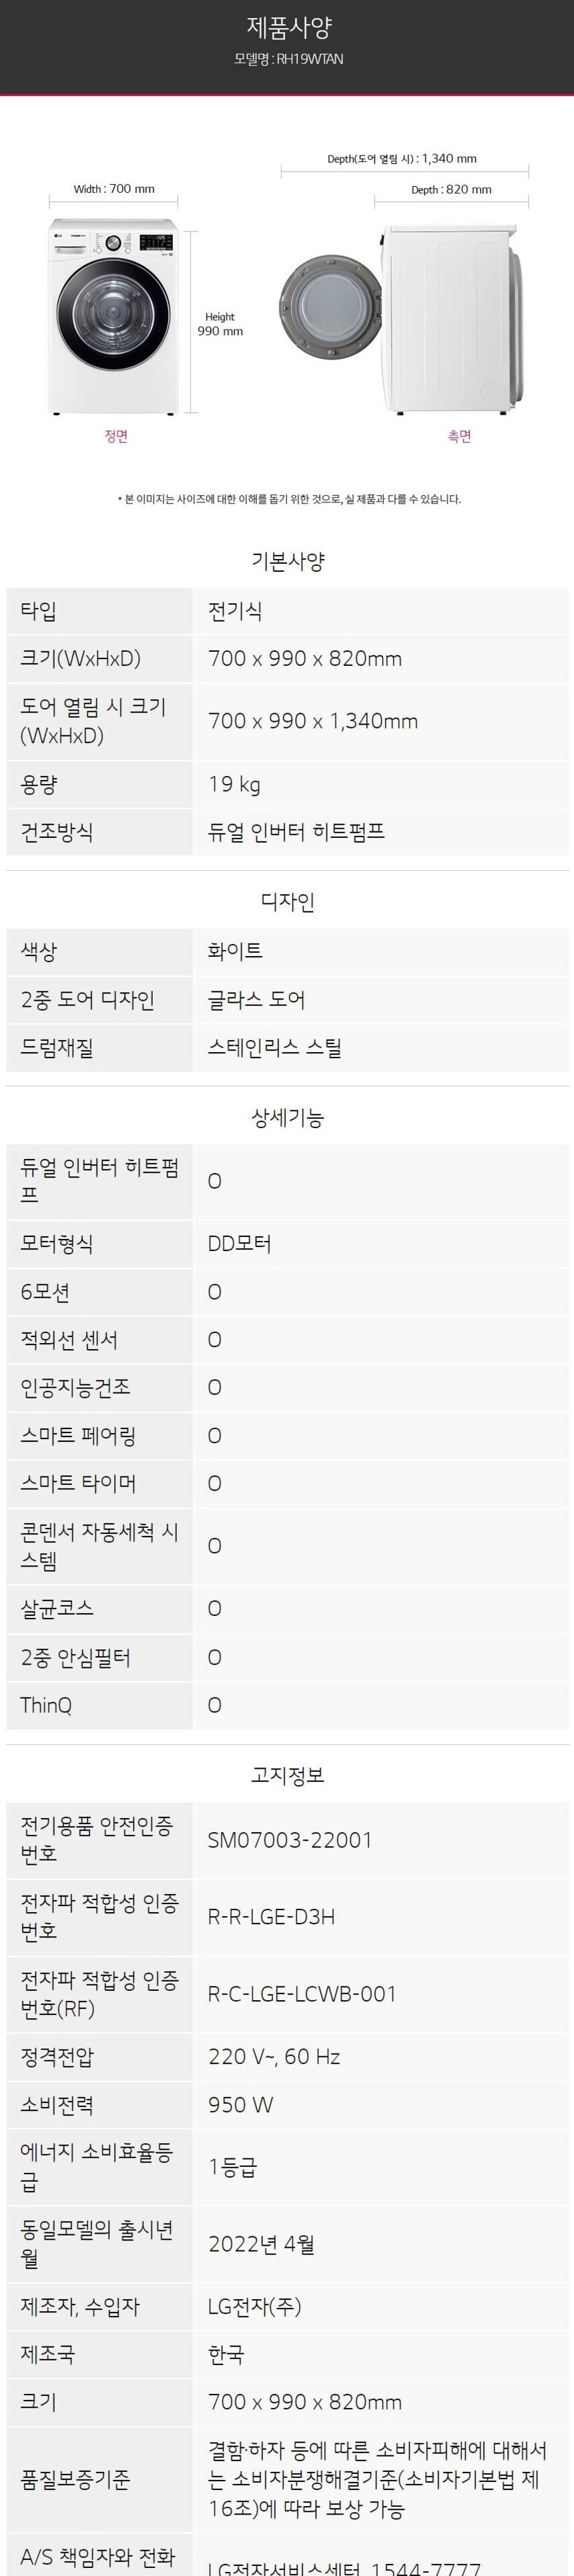 제품사양
모델명 : RH19WTAN
Depth(도어 열림 시) : 1,340 mm
Width : 700 mm
Depth : 820 mm
LG
Height
990 mm
정면
측면
* 본 이미지는 사이즈에 대한 이해를 돕기 위한 것으로, 실 제품과 다를 수 있습니다.
기본사양
타입
전기식
크기(WxHxD)
700 x 990 x 820mm
도어 열림 시 크기
(WxHxD)
700 x 990 x 1,340mm
용량
19 kg
건조방식
듀얼 인버터 히트펌프
디자인
색상
화이트
2중 도어 디자인
글라스 도어
드럼재질
스테인리스 스틸
상세기능
듀얼 인버터 히트펌
프
O
모터형식
DD모터
6모션
O
적외선 센서
O
인공지능건조
O
스마트 페어링
O
스마트 타이머
O
콘덴서 자동세척 시
스템
O
살균코스
O
2중 안심필터
O
ThinQ
O
고지정보
전기용품 안전인증
번호
SM07003-22001
전자파 적합성 인증
번호
R-R-LGE-D3H
전자파 적합성 인증
번호(RF)
R-C-LGE-LCWB-001
정격전압
220 V~, 60 Hz
소비전력
950 W
에너지 소비효율등
급
1등급
동일모델의 출시년
월
2022년 4월
제조자, 수입자
LG전자(주)
제조국
한국
크기
700 x 990 x 820mm
품질보증기준
결함·하자 등에 따른 소비자피해에 대해서
는 소비자분쟁해결기준(소비자기본법 제
16조)에 따라 보상 가능
A/S 책임자와 전화
LG전자서비스센터, 1544-7777